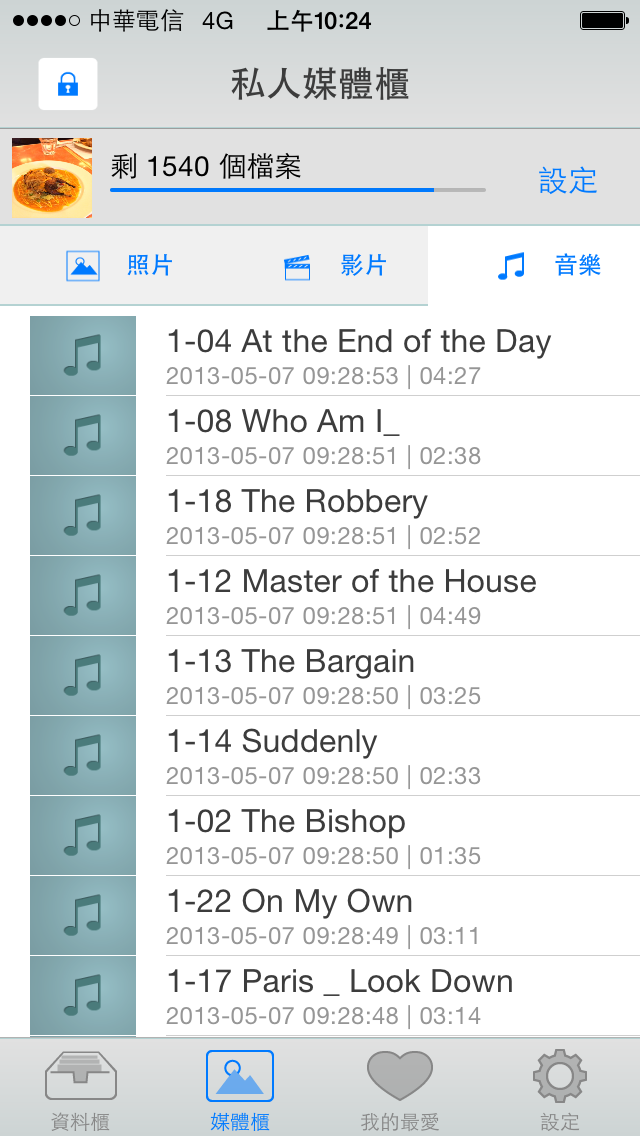 中華電信 4G 上午10:24
私人媒體櫃
剩 1540 個檔案
設定
照片 影片 音樂
1-04 At the End of the Day
2013-05-07 09:28:53 | 04:27
1-08 Who Am I_
2013-05-07 09:28:51 | 02:38
1-18 The Robbery
2013-05-07 09:28:51 | 02:52
1-12 Master of the House
2013-05-07 09:28:51 | 04:49
1-13 The Bargain
2013-05-07 09:28:50 | 03:25
1-14 Suddenly
2013-05-07 09:28:50 | 02:33
1-02 The Bishop
2013-05-07 09:28:50 | 01:35
1-22 On My Own
2013-05-07 09:28:49 | 03:11
1-17 Paris _ Look Down
2013-05-07 09:28:48 | 03:14
資料櫃 媒體櫃 我的最愛 設定